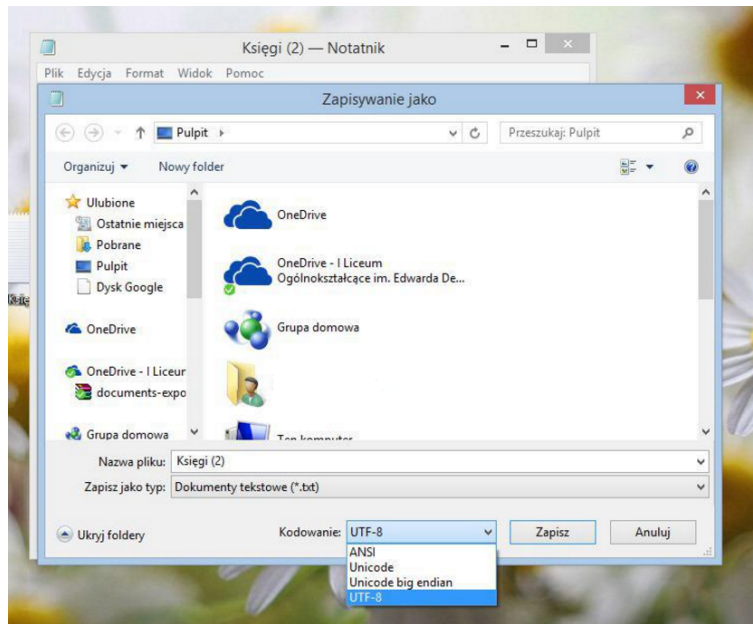 Księgi (2) — Notatnik
Plik Edycja Format Widok Pomoc
Zapisywanie jako
Pulpit
Przeszukaj: Pulpit
Organizuj
Nowy folder
Ulubione
Ostatnie miejsca
Pobrane
Pulpit
Dysk Google
OneDrive
OneDrive - I Liceur
documents-expo
Grupa domowa
OneDrive
OneDrive - I Liceum
Ogólnokształcące im. Edwarda De...
Grupa domowa
Ten komputer
Nazwa pliku: Księgi (2)
Zapisz jako typ: Dokumenty tekstowe (*.txt)
Ukryj foldery
Kodowanie: UTF-8
Zapisz
Anuluj
ANSI
Unicode
Unicode big endian
UTF-8